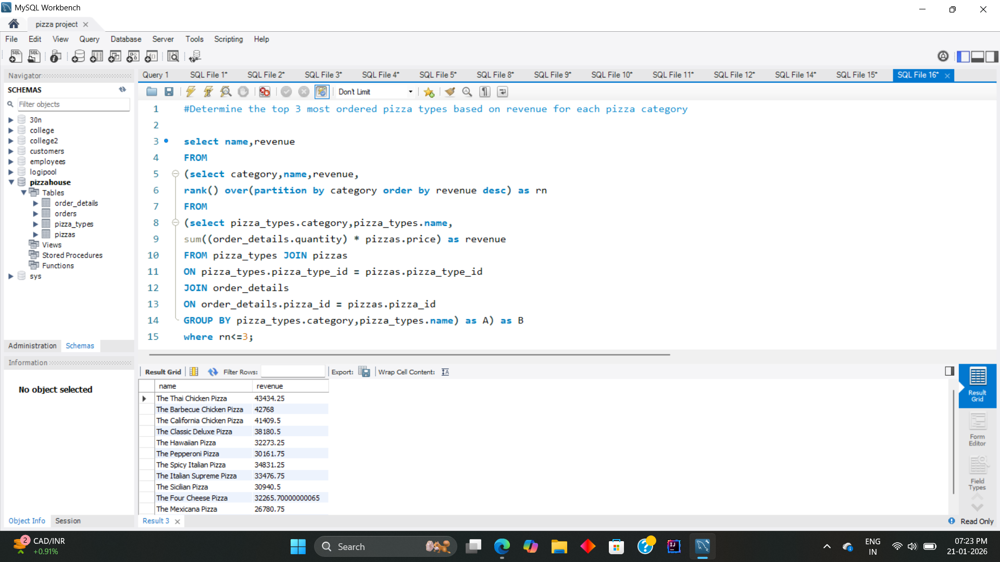 MySQL Workbench
pizza project
File Edit View Query Database Server Tools Scripting Help
Navigator
Query 1 SQL File 1* SQL File 2* SQL File 3* SQL File 4* SQL File 5* SQL File 8* SQL File 9* SQL File 10* SQL File 11* SQL File 12* SQL File 14* SQL File 15* SQL File 16*
SCHEMAS
Don't Limit
Filter objects
30n
college
college2
customers
employees
logipool
pizzahouse
Tables
order_details
orders
pizza_types
pizzas
Views
Stored Procedures
Functions
sys
Administration Schemas
Information
No object selected
Object Info Session
1 #Determine the top 3 most ordered pizza types based on revenue for each pizza category
2
3 select name,revenue
4 FROM
5 (select category,name,revenue,
6 rank() over(partition by category order by revenue desc) as rn
7 FROM
8 (select pizza_types.category,pizza_types.name,
9 sum((order_details.quantity) * pizzas.price) as revenue
10 FROM pizza_types JOIN pizzas
11 ON pizza_types.pizza_type_id = pizzas.pizza_type_id
12 JOIN order_details
13 ON order_details.pizza_id = pizzas.pizza_id
14 GROUP BY pizza_types.category,pizza_types.name) as A) as B
15 where rn<=3;
Result Grid Filter Rows: Export: Wrap Cell Content:
name revenue
The Thai Chicken Pizza 43434.25
The Barbecue Chicken Pizza 42768
The California Chicken Pizza 41409.5
The Classic Deluxe Pizza 38180.5
The Hawaiian Pizza 32273.25
The Pepperoni Pizza 30161.75
The Spicy Italian Pizza 34831.25
The Italian Supreme Pizza 33476.75
The Sicilian Pizza 30940.5
The Four Cheese Pizza 32265.70000000065
The Mexicana Pizza 26780.75
Result Grid
Form Editor
Field Types
Result 3
Read Only
2 CAD/INR
+0.91%
Search
ENG
IN
07:23 PM
21-01-2026